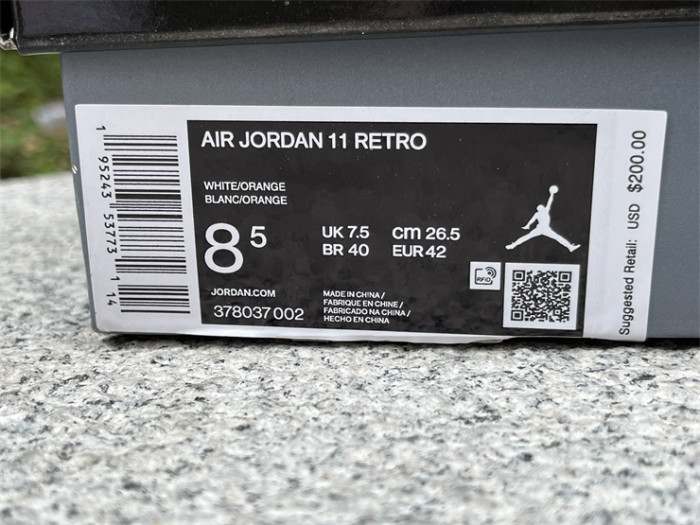 AIR JORDAN 11 RETRO
WHITE/ORANGE
BLANC/ORANGE
8 5
UK 7.5 cm 26.5
BR 40 EUR 42
JORDAN.COM
378037 002
MADE IN CHINA /
FABRIQUE EN CHINE /
FABRICADO NA CHINA /
HECHO EN CHINA
RFID
1 95243 53773 1 14
Suggested Retail: USD $200.00